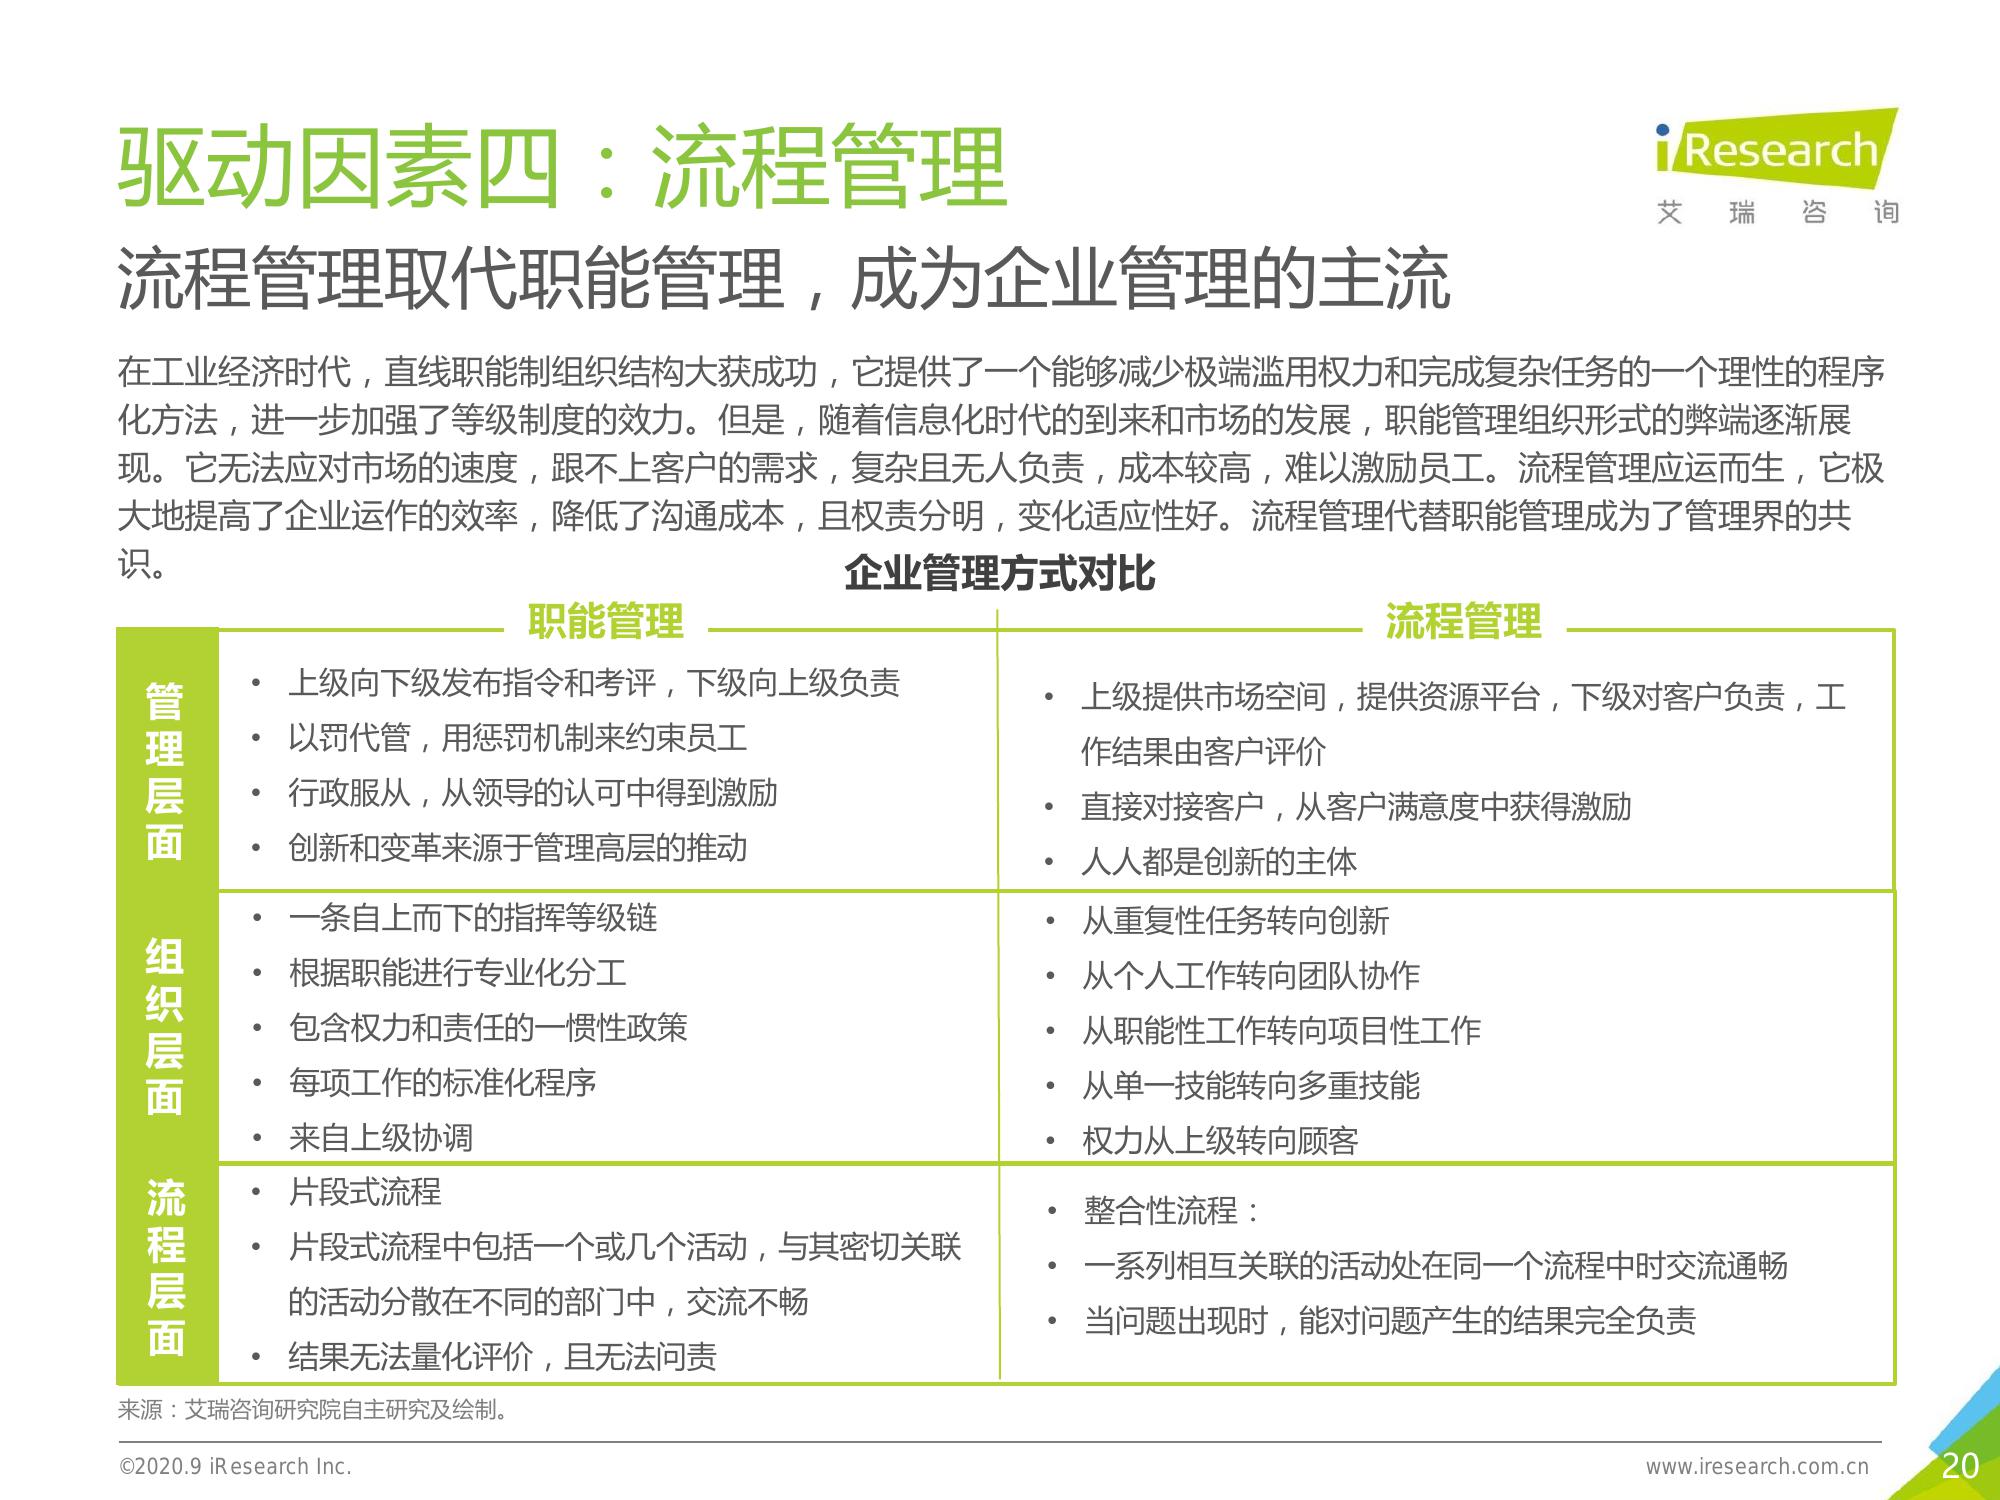 驱动因素四：流程管理
iResearch
艾瑞咨询
流程管理取代职能管理，成为企业管理的主流
在工业经济时代，直线职能制组织结构大获成功，它提供了一个能够减少极端滥用权力和完成复杂任务的一个理性的程序
化方法，进一步加强了等级制度的效力。但是，随着信息化时代的到来和市场的发展，职能管理组织形式的弊端逐渐展
现。它无法应对市场的速度，跟不上客户的需求，复杂且无人负责，成本较高，难以激励员工。流程管理应运而生，它极
大地提高了企业运作的效率，降低了沟通成本，且权责分明，变化适应性好。流程管理代替职能管理成为了管理界的共
识。
企业管理方式对比
职能管理
流程管理
管理层面
• 上级向下级发布指令和考评，下级向上级负责
• 以罚代管，用惩罚机制来约束员工
• 行政服从，从领导的认可中得到激励
• 创新和变革来源于管理高层的推动
• 上级提供市场空间，提供资源平台，下级对客户负责，工
作结果由客户评价
• 直接对接客户，从客户满意度中获得激励
• 人人都是创新的主体
组织层面
• 一条自上而下的指挥等级链
• 根据职能进行专业化分工
• 包含权力和责任的一惯性政策
• 每项工作的标准化程序
• 来自上级协调
• 从重复性任务转向创新
• 从个人工作转向团队协作
• 从职能性工作转向项目性工作
• 从单一技能转向多重技能
• 权力从上级转向顾客
流程层面
• 片段式流程
• 片段式流程中包括一个或几个活动，与其密切关联
的活动分散在不同的部门中，交流不畅
• 结果无法量化评价，且无法问责
• 整合性流程：
• 一系列相互关联的活动处在同一个流程中时交流通畅
• 当问题出现时，能对问题产生的结果完全负责
来源：艾瑞咨询研究院自主研究及绘制。
©2020.9 iResearch Inc.
www.iresearch.com.cn
20